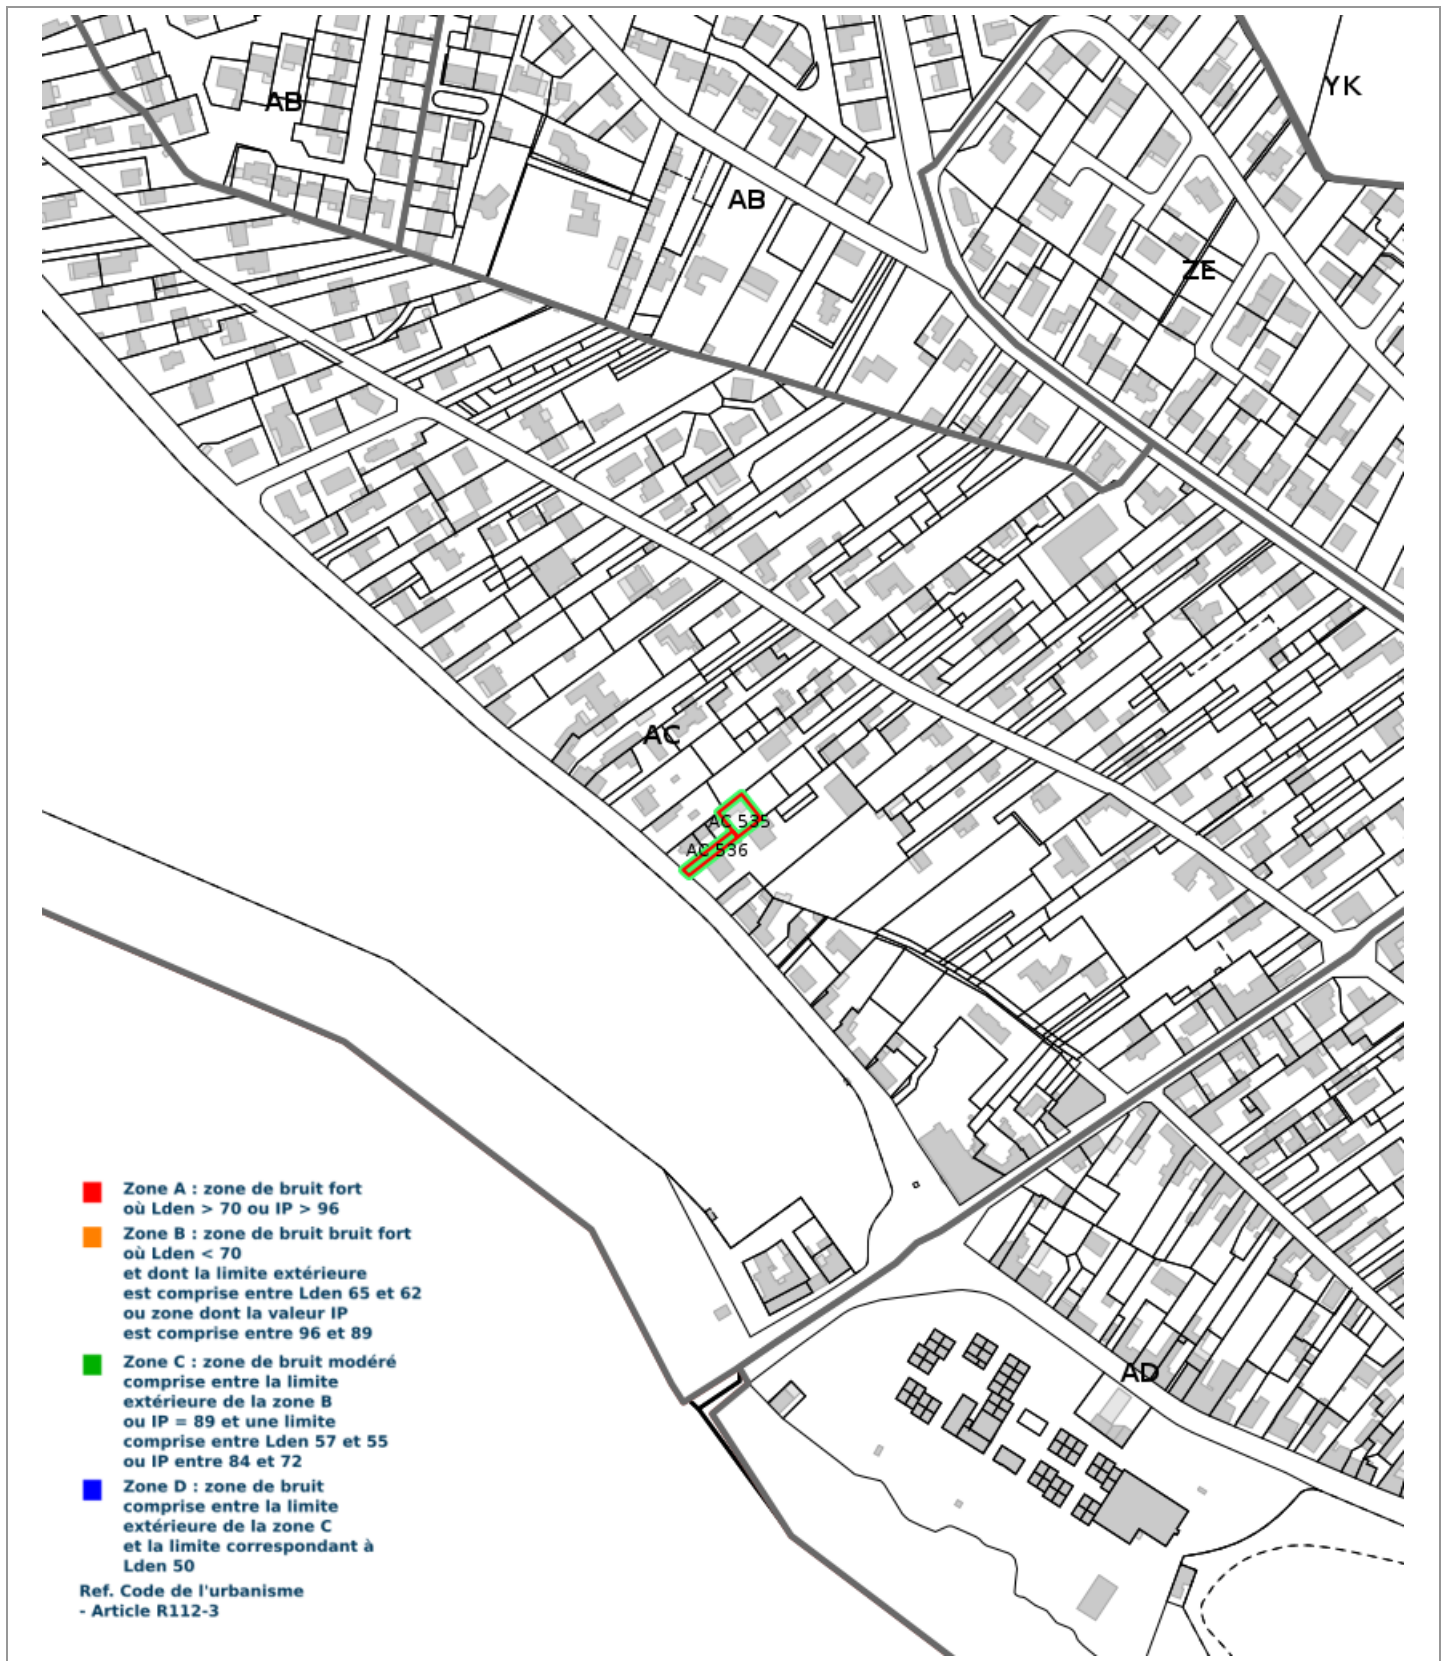 YK
AB
AB
ZE
AC
AC 535
AC 536
Zone A : zone de bruit fort
où Lden > 70 ou IP > 96
Zone B : zone de bruit bruit fort
où Lden < 70
et dont la limite extérieure
est comprise entre Lden 65 et 62
ou zone dont la valeur IP
est comprise entre 96 et 89
Zone C : zone de bruit modéré
comprise entre la limite
extérieure de la zone B
ou IP = 89 et une limite
comprise entre Lden 57 et 55
ou IP entre 84 et 72
AD
Zone D : zone de bruit
comprise entre la limite
extérieure de la zone C
et la limite correspondant à
Lden 50
Ref. Code de l'urbanisme
- Article R112-3